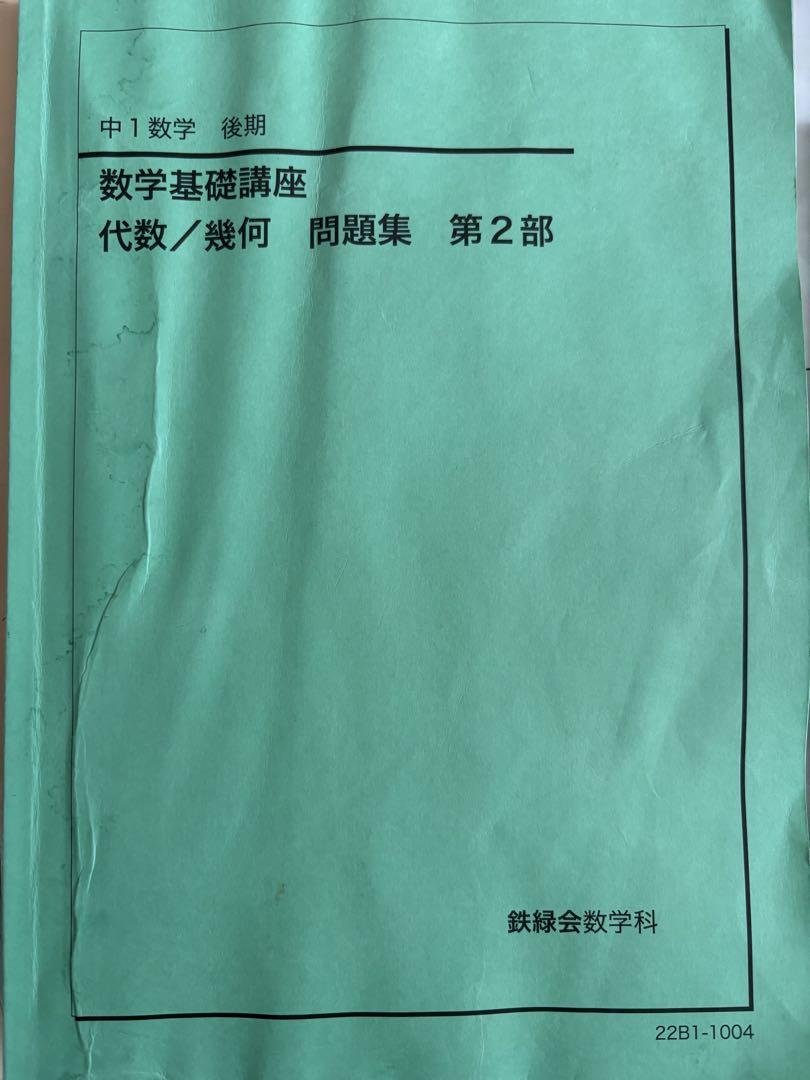 中1数学　後期
数学基礎講座
代数／幾何　問題集　第2部
鉄緑会数学科
22B1-1004